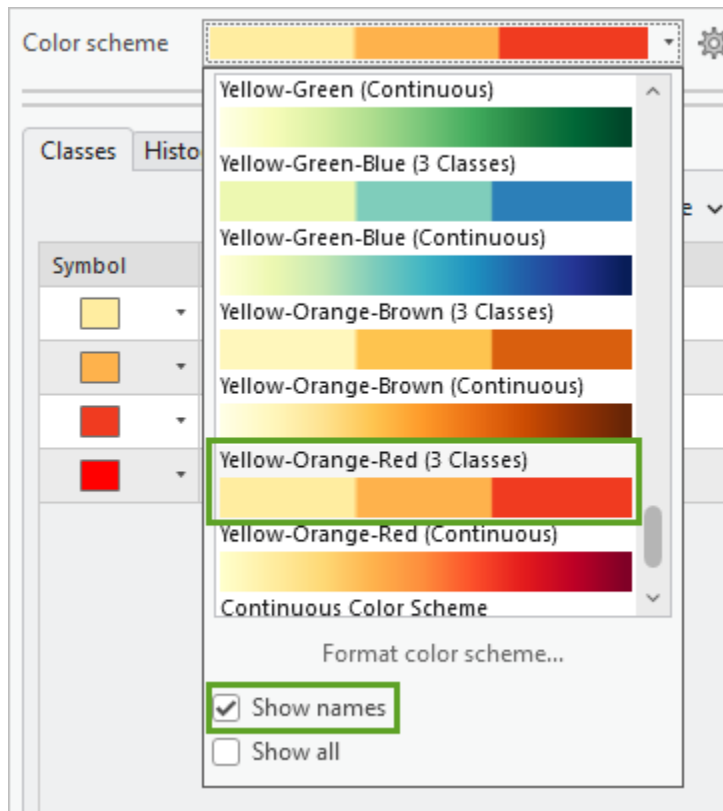 Color scheme
Yellow-Green (Continuous)
Classes
Histo
Yellow-Green-Blue (3 Classes)
e
Yellow-Green-Blue (Continuous)
Symbol
Yellow-Orange-Brown (3 Classes)
Yellow-Orange-Brown (Continuous)
Yellow-Orange-Red (3 Classes)
Yellow-Orange-Red (Continuous)
Continuous Color Scheme
Format color scheme...
Show names
Show all